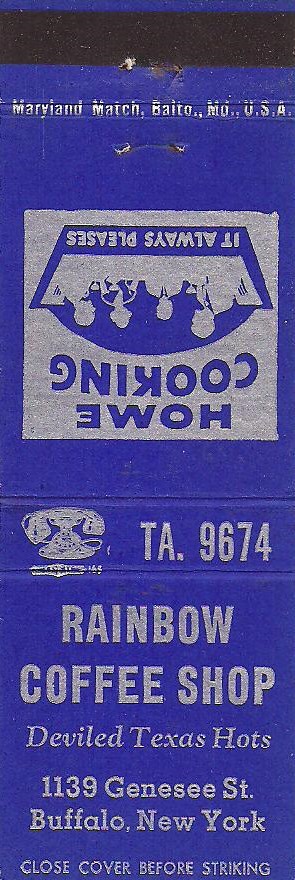 Maryland Match, Balto., Md., U.S.A.
HOME
COOKING
IT ALWAYS PLEASES
TA. 9674
RAINBOW
COFFEE SHOP
Deviled Texas Hots
1139 Genesee St.
Buffalo, New York
CLOSE COVER BEFORE STRIKING